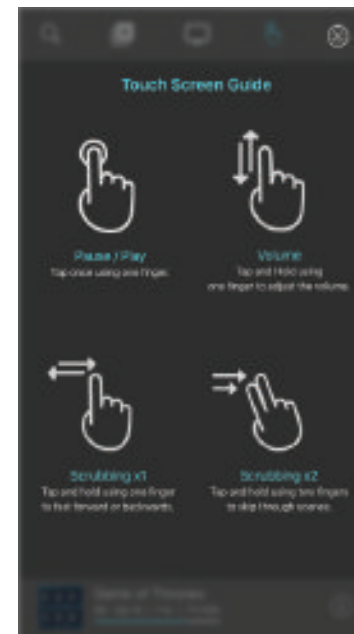 Touch Screen Guide
Pause / Play
Tap once using one finger.
Volume
Tap and Hold using
one finger to adjust the volume.
Scrubbing x1
Tap and hold using one finger
to fast forward or backwards.
Scrubbing x2
Tap and hold using two fingers
to skip through scenes.
Game of Thrones